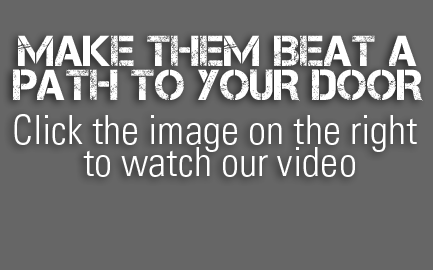 MAKE THEM BEAT A
PATH TO YOUR DOOR
Click the image on the right
to watch our video